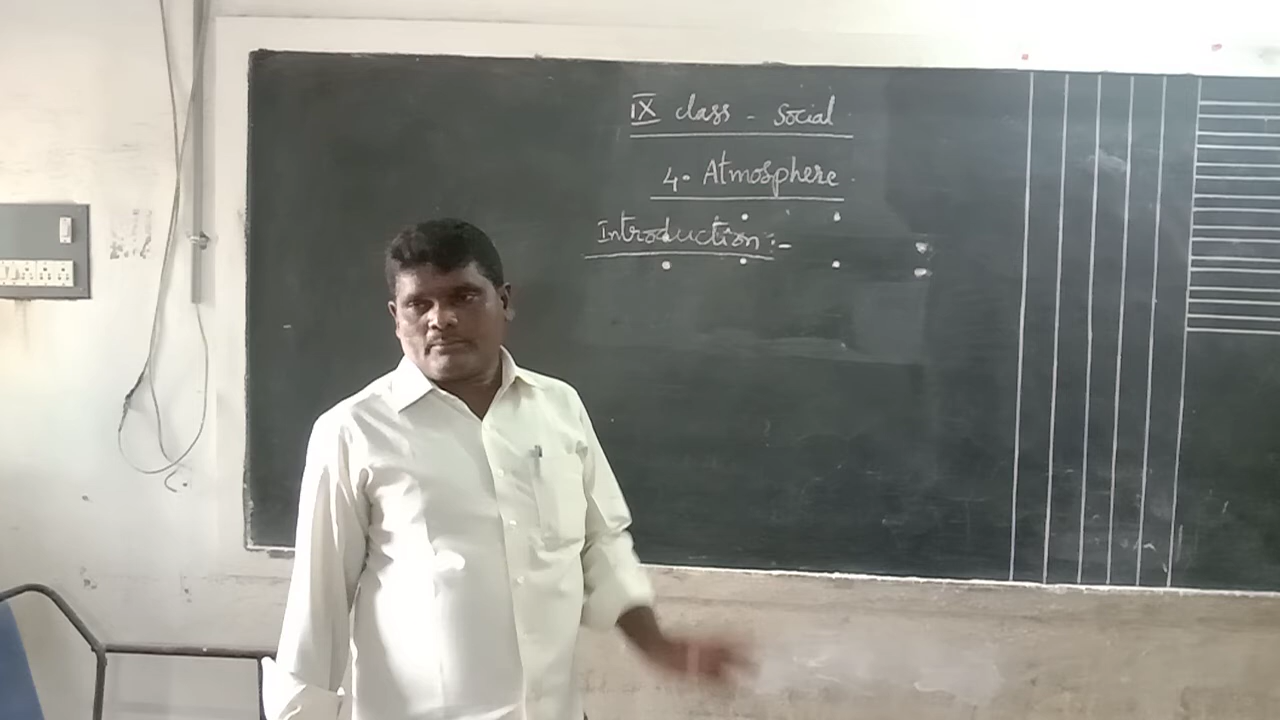 IX class - Social
4. Atmosphere
Introduction :-